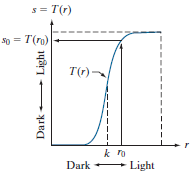 s = T(r)
s₀ = T(r₀)
T(r)
Dark ⟷ Light
r
k r₀
Dark ⟷ Light